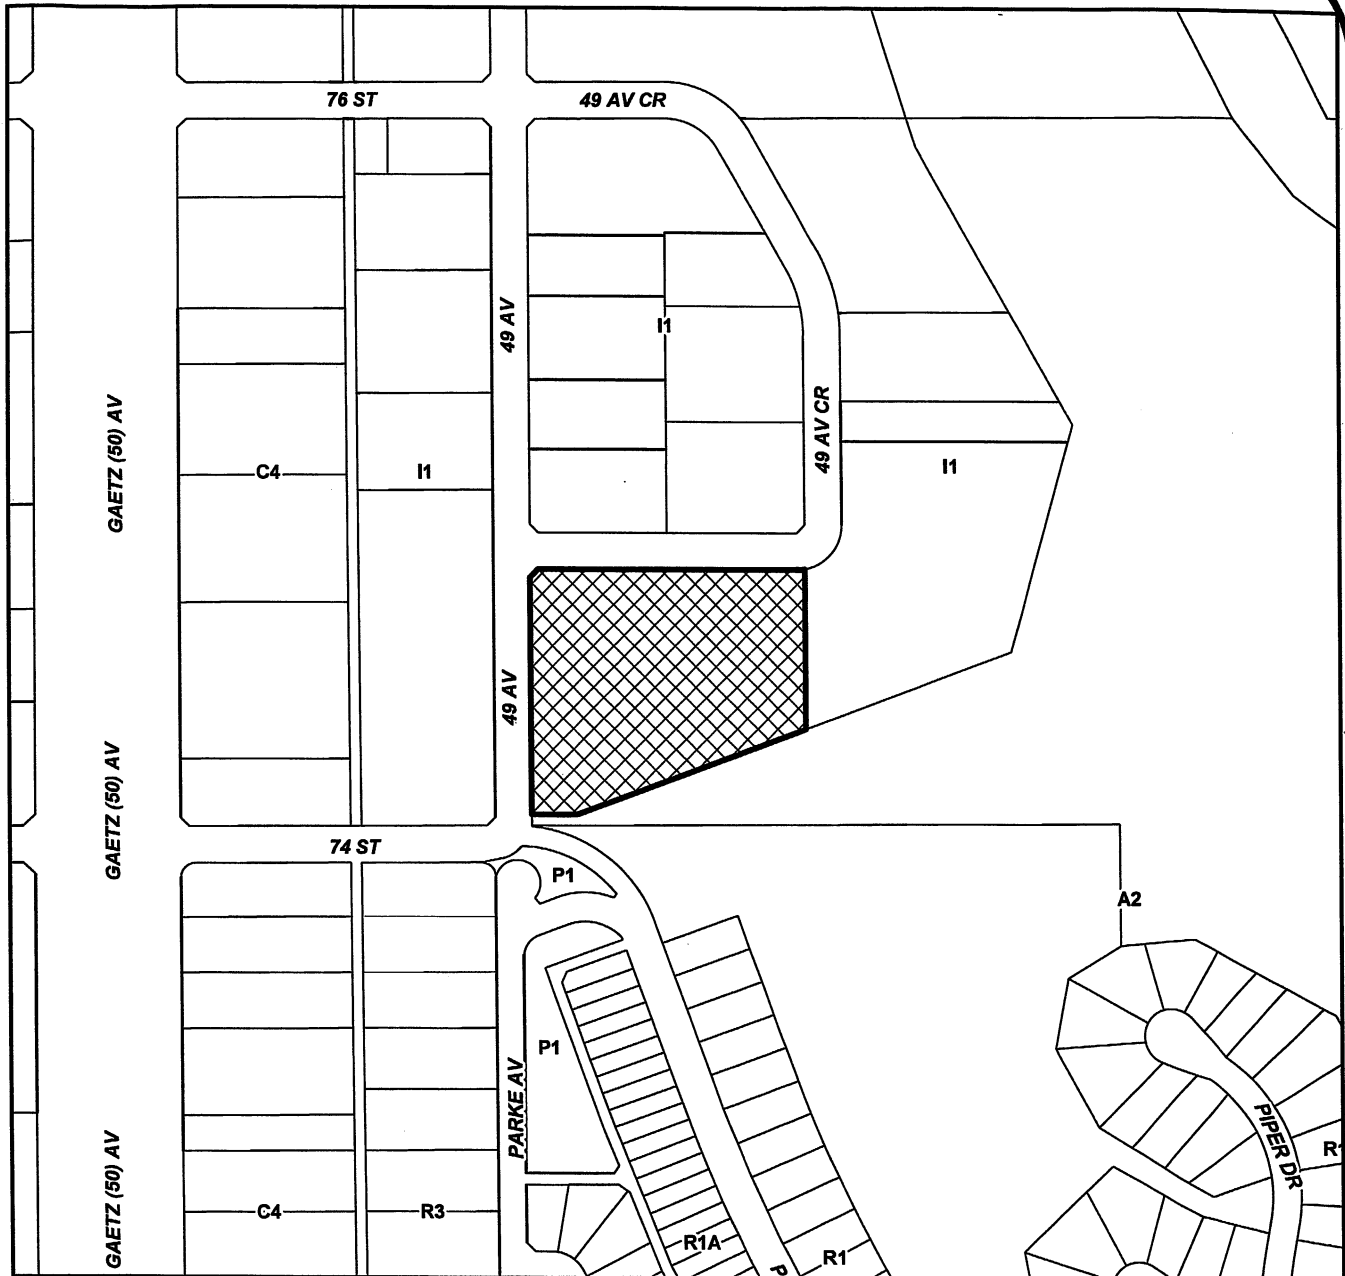 76 ST
49 AV CR
49 AV
I1
GAETZ (50) AV
49 AV CR
C4
I1
I1
49 AV
GAETZ (50) AV
74 ST
P1
A2
P1
PARKE AV
PIPER DR
GAETZ (50) AV
C4
R3
R1A
R1